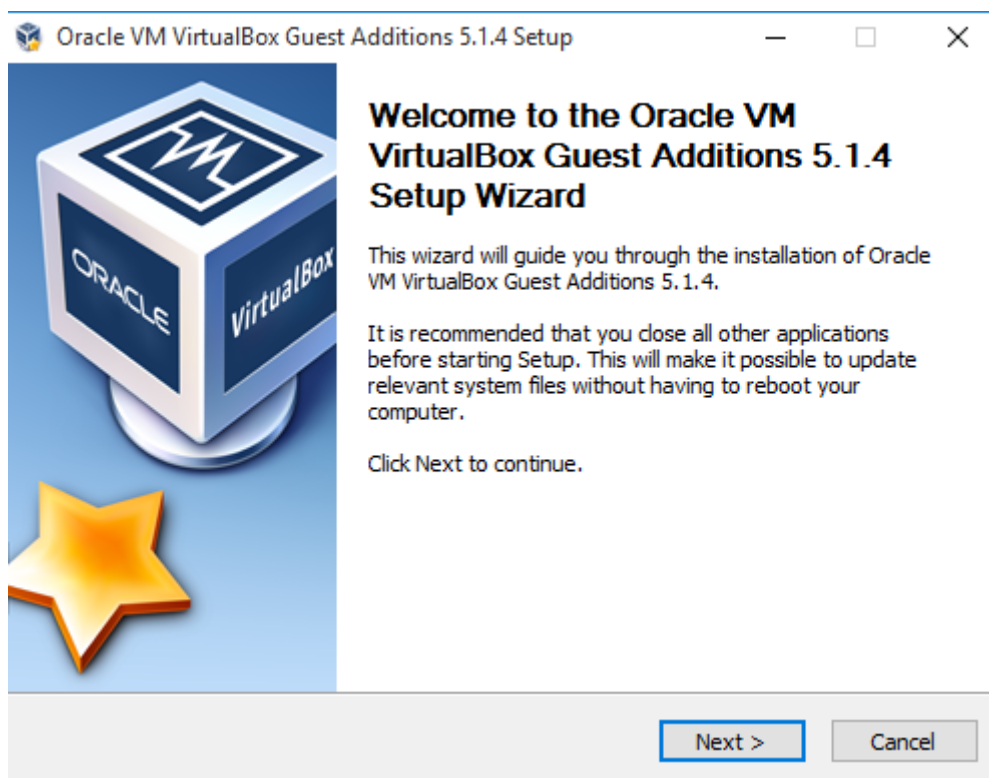 Oracle VM VirtualBox Guest Additions 5.1.4 Setup
Welcome to the Oracle VM
VirtualBox Guest Additions 5.1.4
Setup Wizard
This wizard will guide you through the installation of Oracle
VM VirtualBox Guest Additions 5.1.4.
It is recommended that you close all other applications
before starting Setup. This will make it possible to update
relevant system files without having to reboot your
computer.
Click Next to continue.
ORACLE
VirtualBox
Next >
Cancel